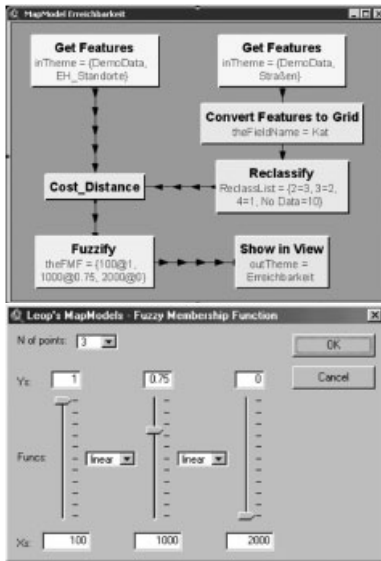 MapModel Erreichbarkeit
Get Features
inTheme = {DemoData,
EH_Standorte}
Get Features
inTheme = {DemoData,
Straßen}
Convert Features to Grid
theFieldName = Kat
Reclassify
ReclassList = {2=3, 3=2,
4=1, No Data=10}
Cost_Distance
Fuzzify
theFMF = {100@1,
1000@0.75, 2000@0}
Show in View
outTheme =
Erreichbarkeit
Leop's MapModels - Fuzzy Membership Function
N of points: 3
OK
Cancel
Ys: 1 0.75 0
Funcs: linear linear
Xs: 100 1000 2000